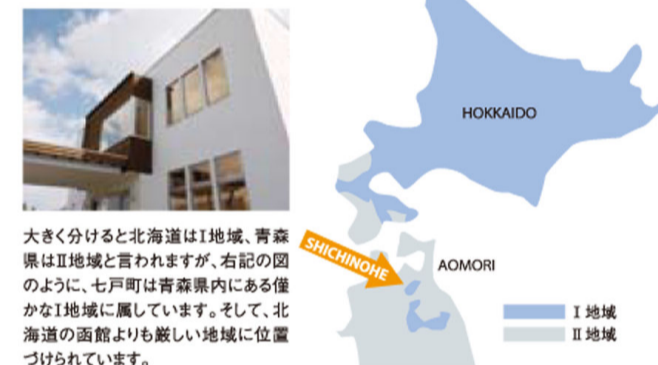 大きく分けると北海道はI地域、青森
県はⅡ地域と言われますが、右記の図
のように、七戸町は青森県内にある僅
かなI地域に属しています。そして、北
海道の函館よりも厳しい地域に位置
づけられています。
HOKKAIDO
SHICHINOHE
AOMORI
I 地域
Ⅱ 地域